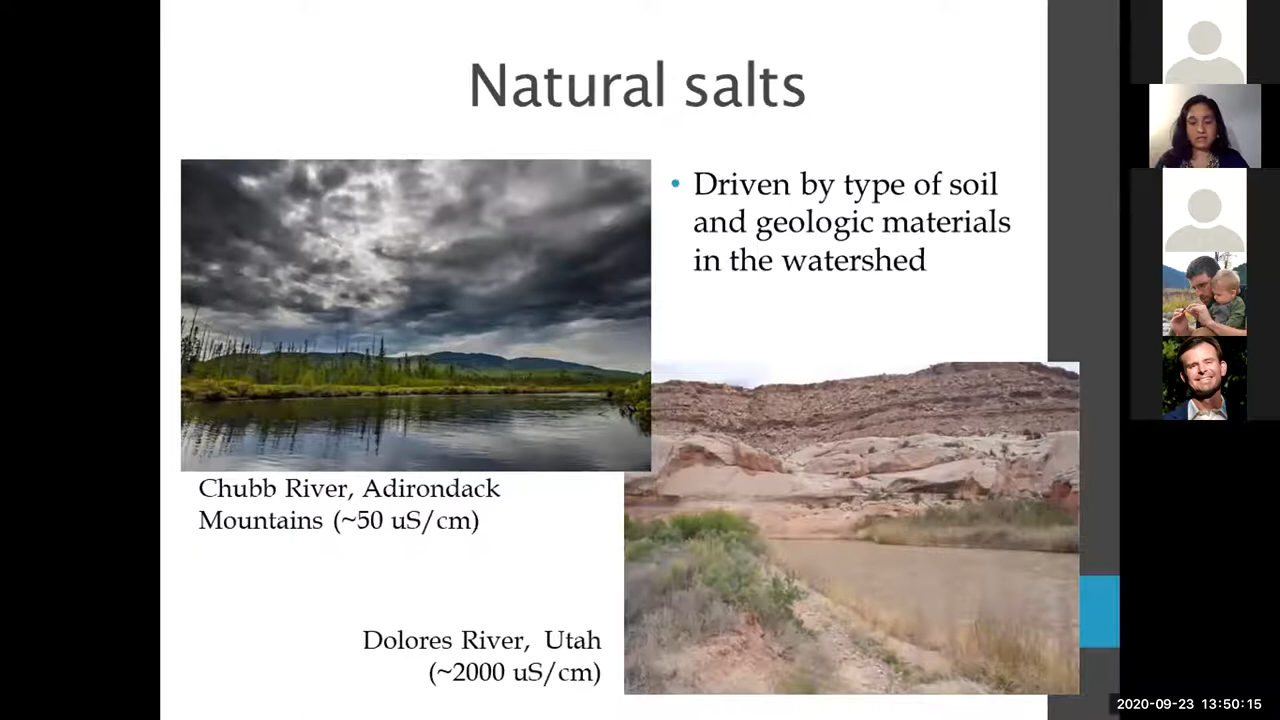 Natural salts
• Driven by type of soil
and geologic materials
in the watershed
Chubb River, Adirondack
Mountains (~50 uS/cm)
Dolores River, Utah
(~2000 uS/cm)
2020-09-23 13:50:15